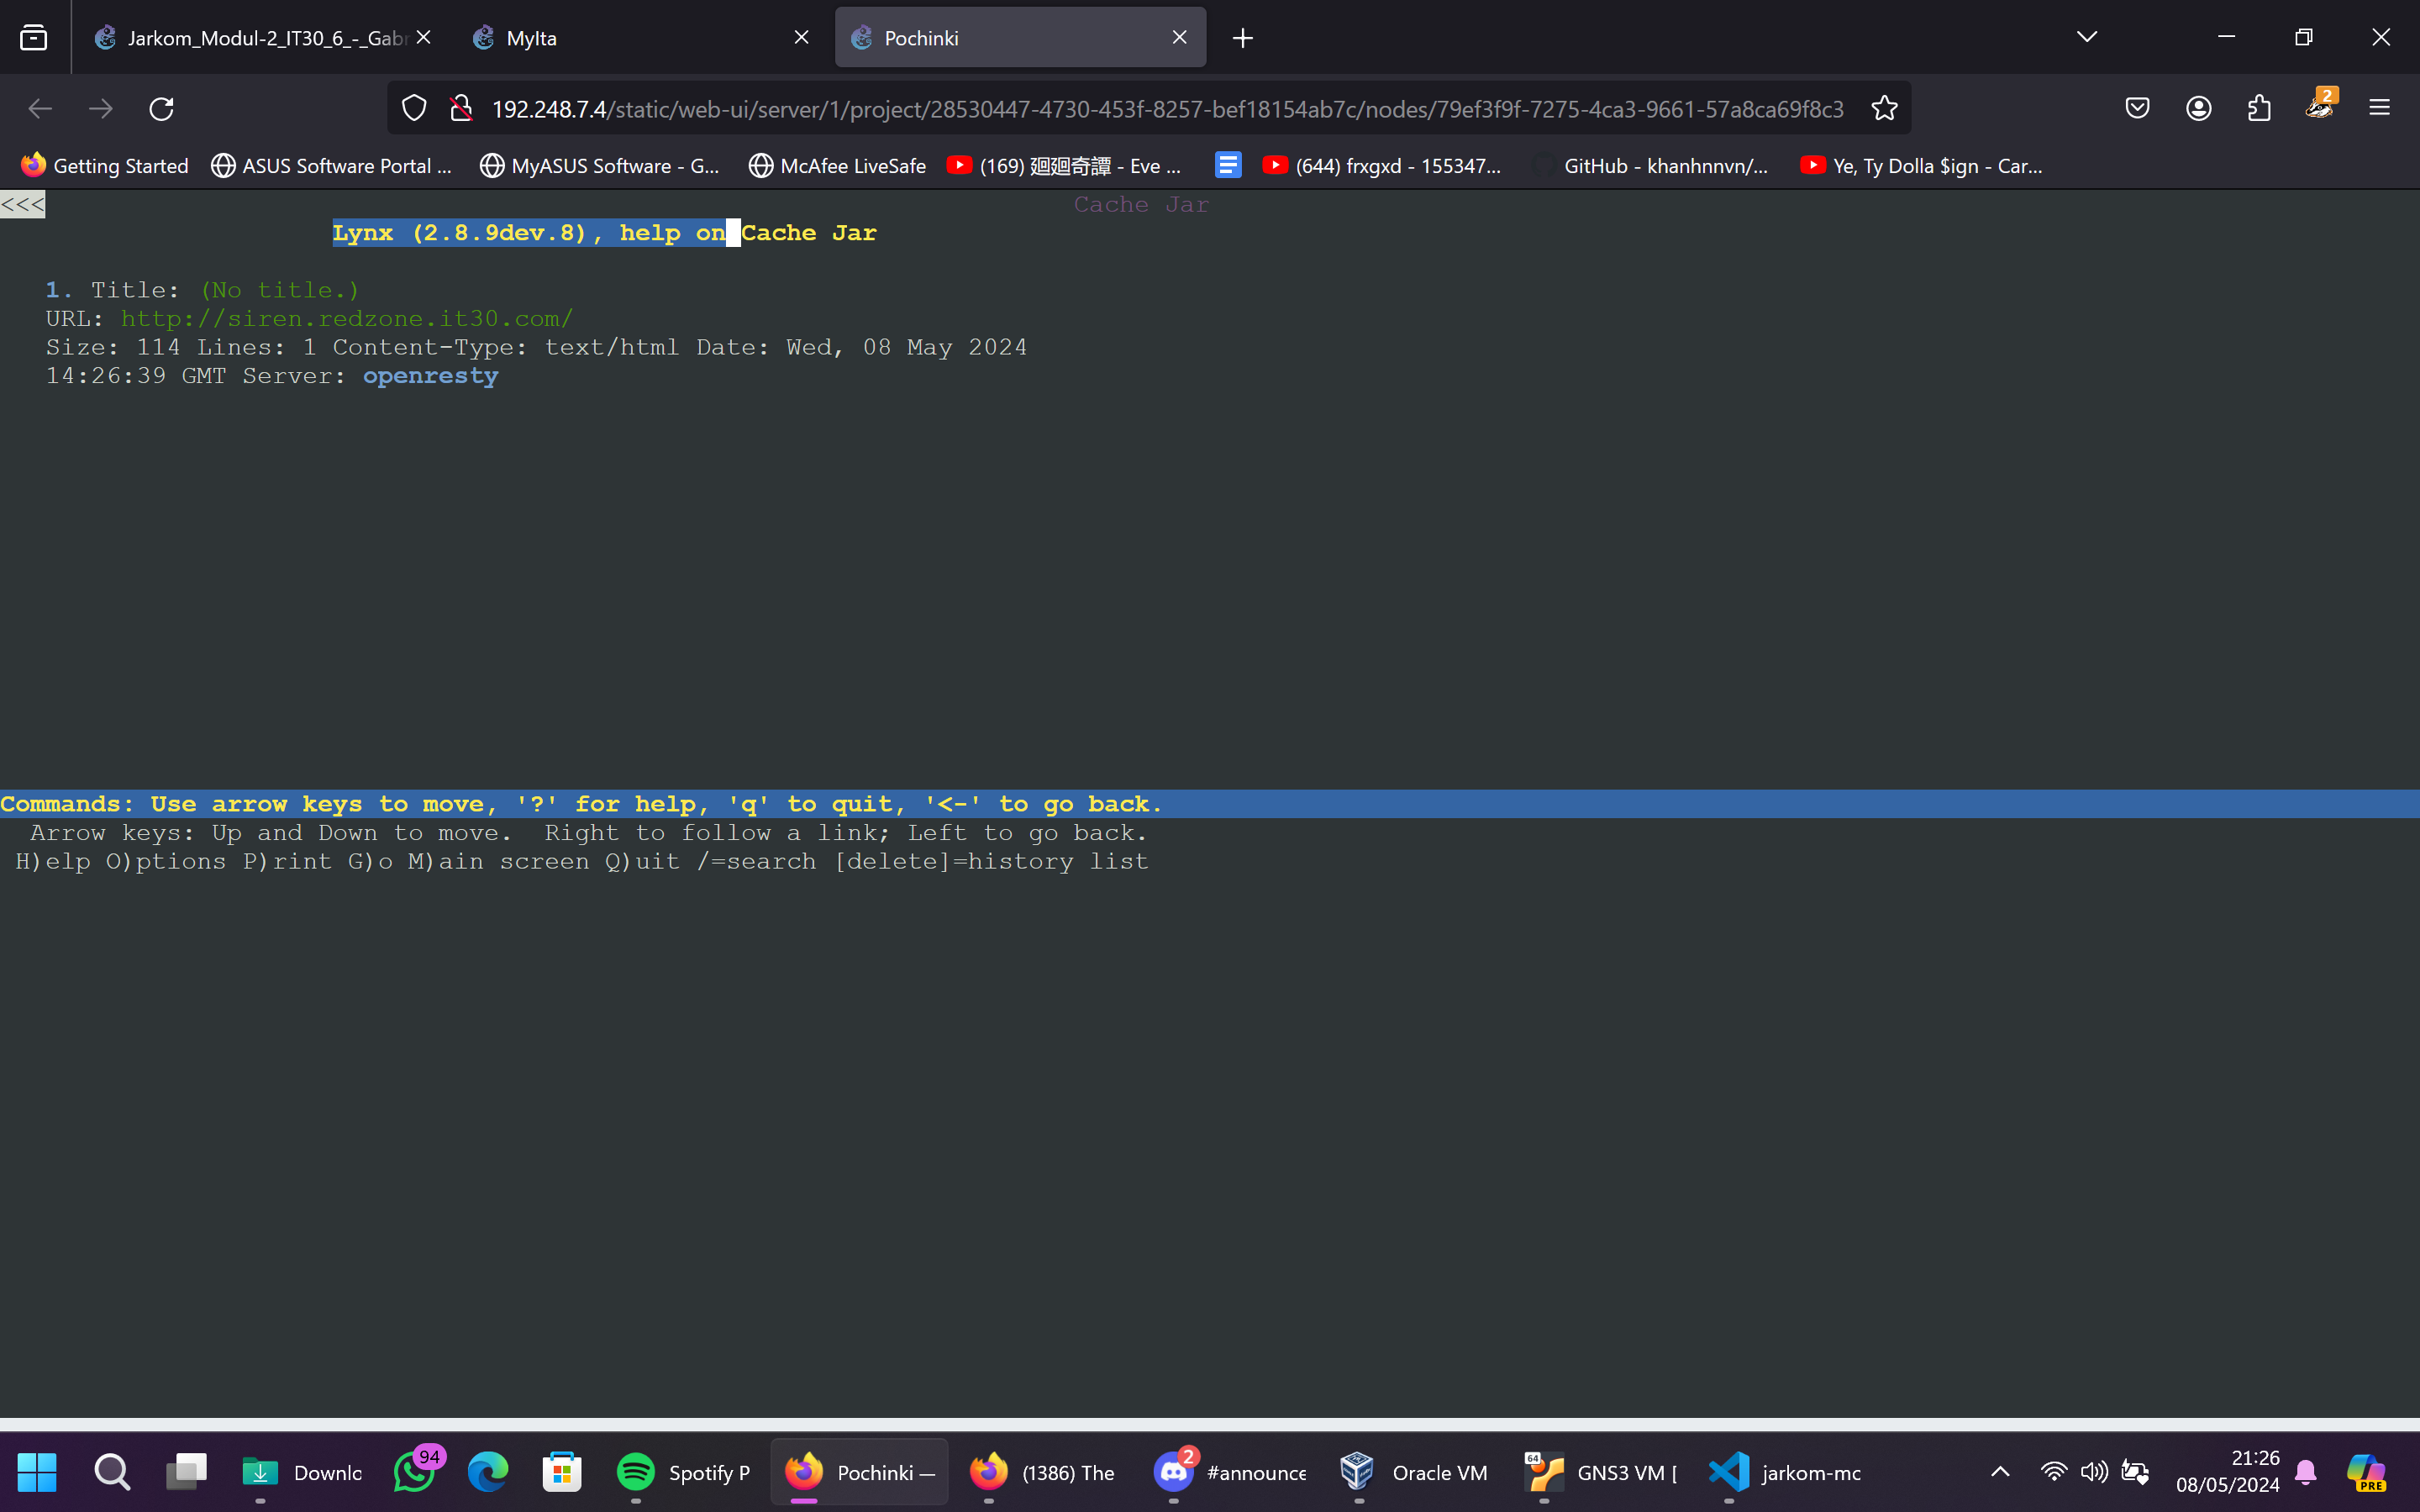 Jarkom_Modul-2_IT30_6_-_Gabr
MyIta
Pochinki
192.248.7.4/static/web-ui/server/1/project/28530447-4730-453f-8257-bef18154ab7c/nodes/79ef3f9f-7275-4ca3-9661-57a8ca69f8c3
2
Getting Started
ASUS Software Portal ...
MyASUS Software - G...
McAfee LiveSafe
(169) 廻廻奇譚 - Eve ...
(644) frxgxd - 155347...
GitHub - khanhnnvn/...
Ye, Ty Dolla $ign - Car...
<<< Cache Jar
Lynx (2.8.9dev.8), help on Cache Jar
1. Title: (No title.)
URL: http://siren.redzone.it30.com/
Size: 114 Lines: 1 Content-Type: text/html Date: Wed, 08 May 2024
14:26:39 GMT Server: openresty
Commands: Use arrow keys to move, '?' for help, 'q' to quit, '<-' to go back.
Arrow keys: Up and Down to move.  Right to follow a link; Left to go back.
H)elp O)ptions P)rint G)o M)ain screen Q)uit /=search [delete]=history list
Downlc
94
Spotify P
Pochinki —
(1386) The
2
#announce
Oracle VM
64
GNS3 VM [
jarkom-mc
21:26
08/05/2024
PRE